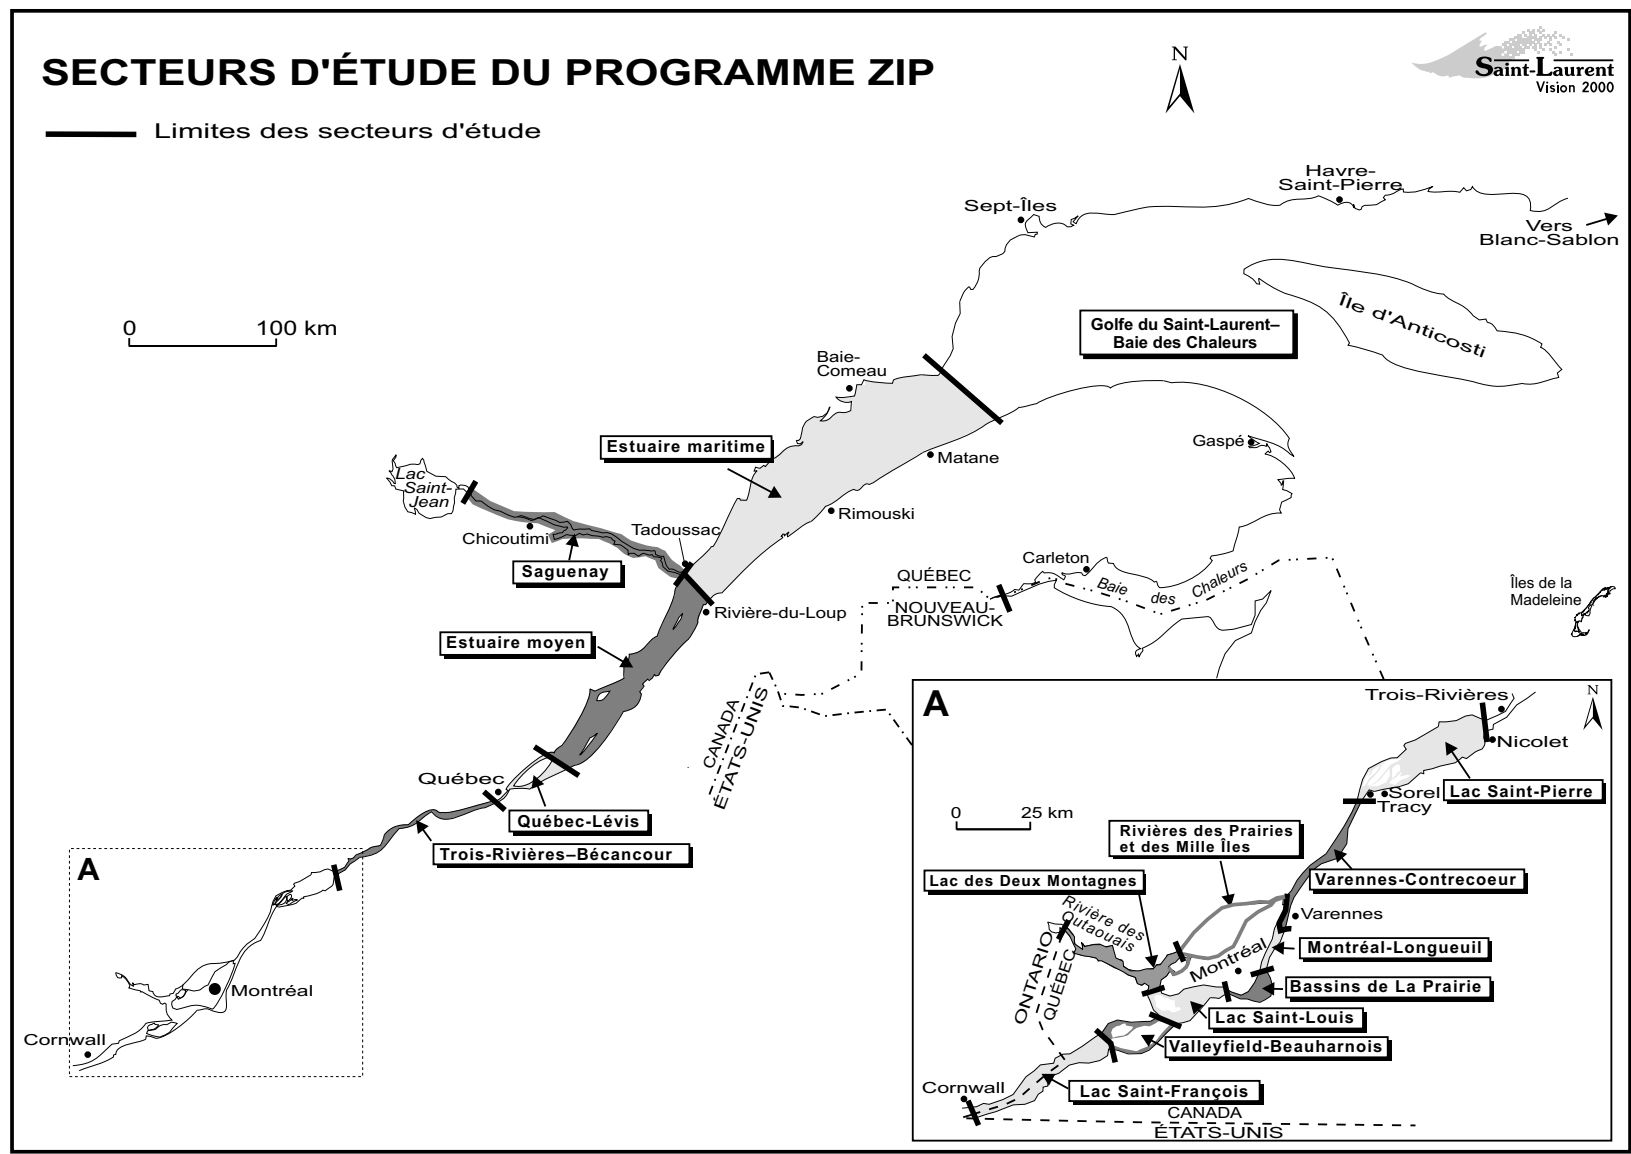 SECTEURS D'ÉTUDE DU PROGRAMME ZIP
Limites des secteurs d'étude
N
Saint-Laurent
Vision 2000
0 100 km
Havre-
Saint-Pierre
Sept-Îles
Vers
Blanc-Sablon
Île d'Anticosti
Golfe du Saint-Laurent–
Baie des Chaleurs
Baie-
Comeau
Estuaire maritime
Gaspé
Matane
Lac
Saint-
Jean
Rimouski
Chicoutimi
Tadoussac
Saguenay
Carleton
QUÉBEC
NOUVEAU-
BRUNSWICK
Baie des Chaleurs
Îles de la
Madeleine
Rivière-du-Loup
Estuaire moyen
CANADA
ÉTATS-UNIS
Québec
Québec-Lévis
Trois-Rivières–Bécancour
A
Montréal
Cornwall
A
Trois-Rivières
N
Nicolet
Lac Saint-Pierre
Sorel
Tracy
0 25 km
Rivières des Prairies
et des Mille Îles
Lac des Deux Montagnes
Varennes-Contrecoeur
Rivière des
Outaouais
Varennes
ONTARIO
QUÉBEC
Montréal
Montréal-Longueuil
Bassins de La Prairie
Lac Saint-Louis
Valleyfield-Beauharnois
Cornwall
Lac Saint-François
CANADA
ÉTATS-UNIS